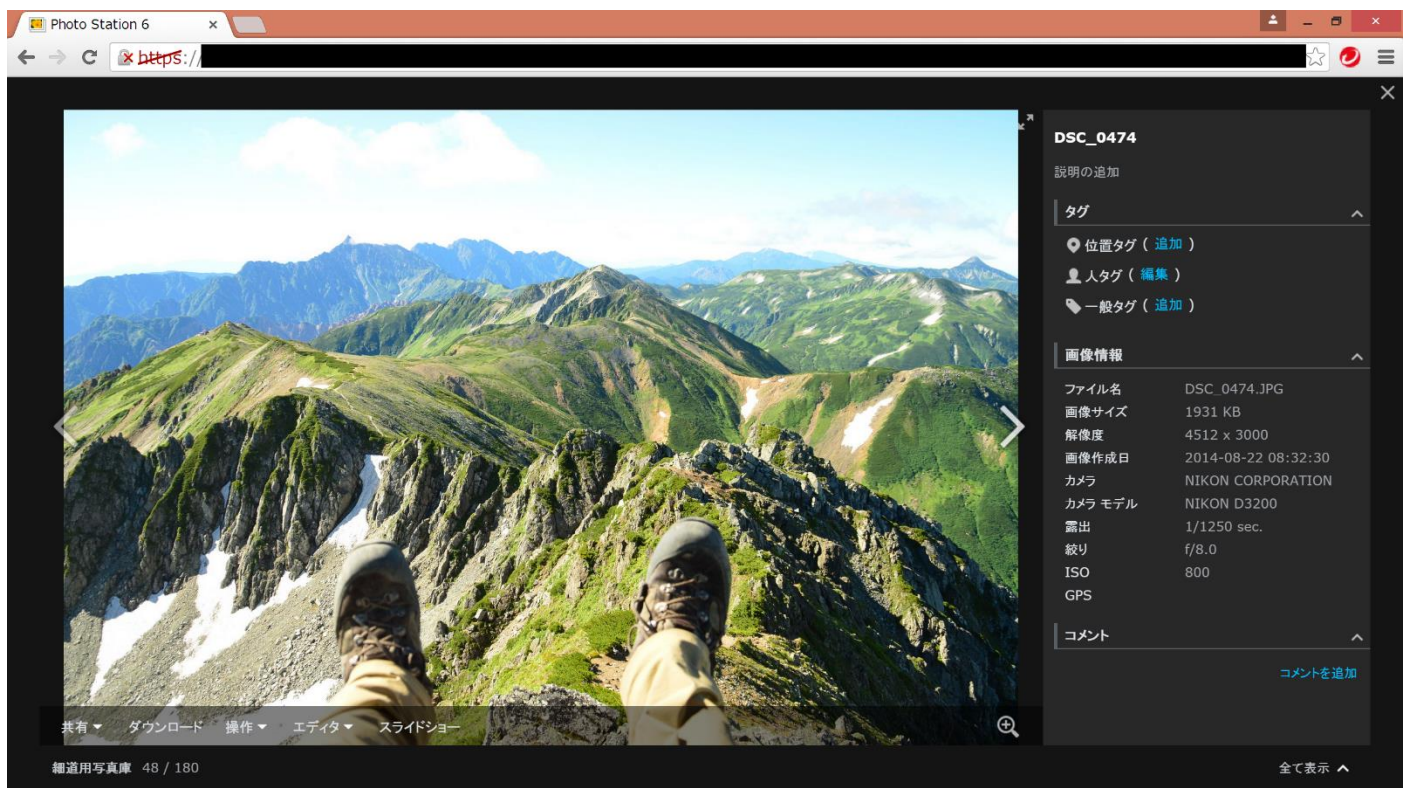 Photo Station 6
https://
DSC_0474
説明の追加
タグ
位置タグ ( 追加 )
人タグ ( 編集 )
一般タグ ( 追加 )
画像情報
ファイル名 DSC_0474.JPG
画像サイズ 1931 KB
解像度 4512 x 3000
画像作成日 2014-08-22 08:32:30
カメラ NIKON CORPORATION
カメラ モデル NIKON D3200
露出 1/1250 sec.
絞り f/8.0
ISO 800
GPS
コメント
コメントを追加
共有 ダウンロード 操作 エディタ スライドショー
細道用写真庫 48 / 180
全て表示